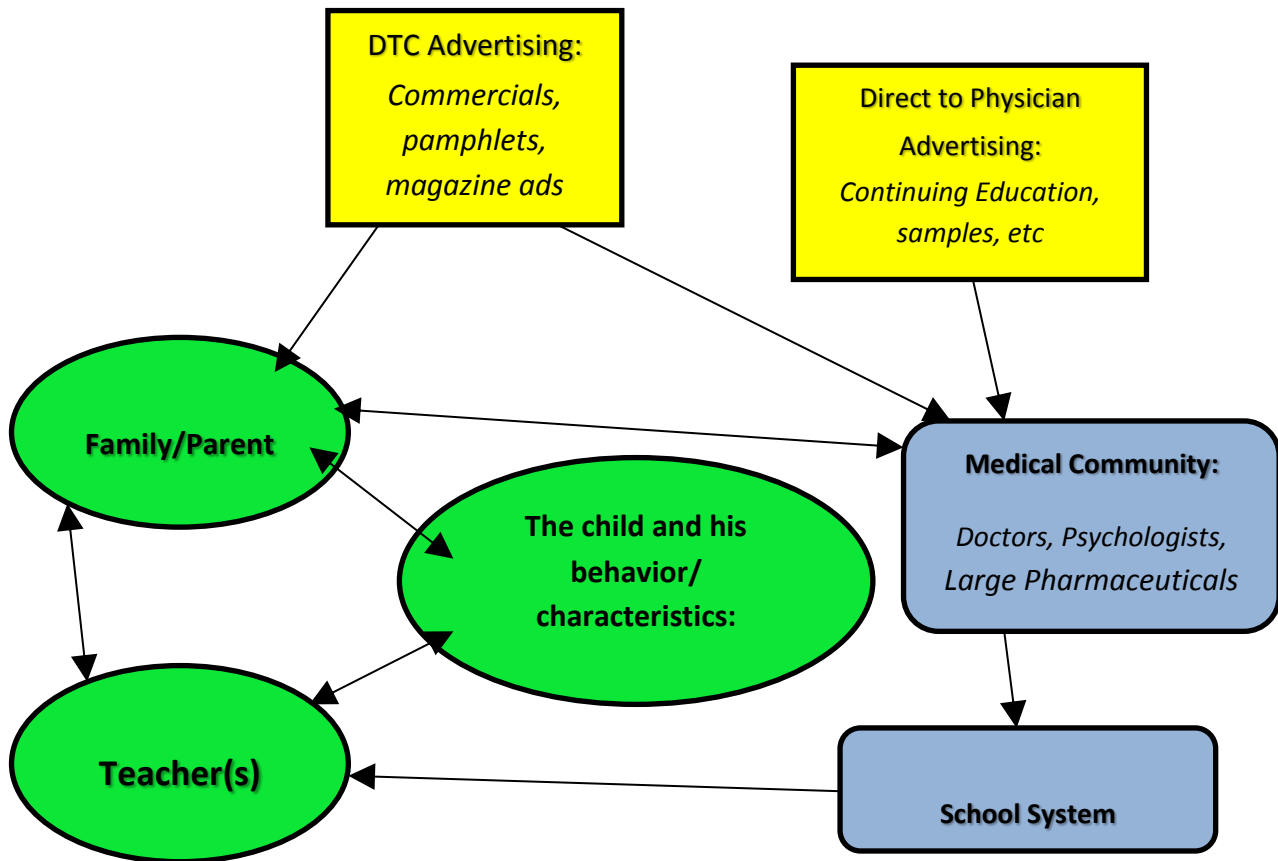 DTC Advertising:
Commercials,
pamphlets,
magazine ads
Direct to Physician
Advertising:
Continuing Education,
samples, etc
Family/Parent
The child and his
behavior/
characteristics:
Medical Community:
Doctors, Psychologists,
Large Pharmaceuticals
Teacher(s)
School System